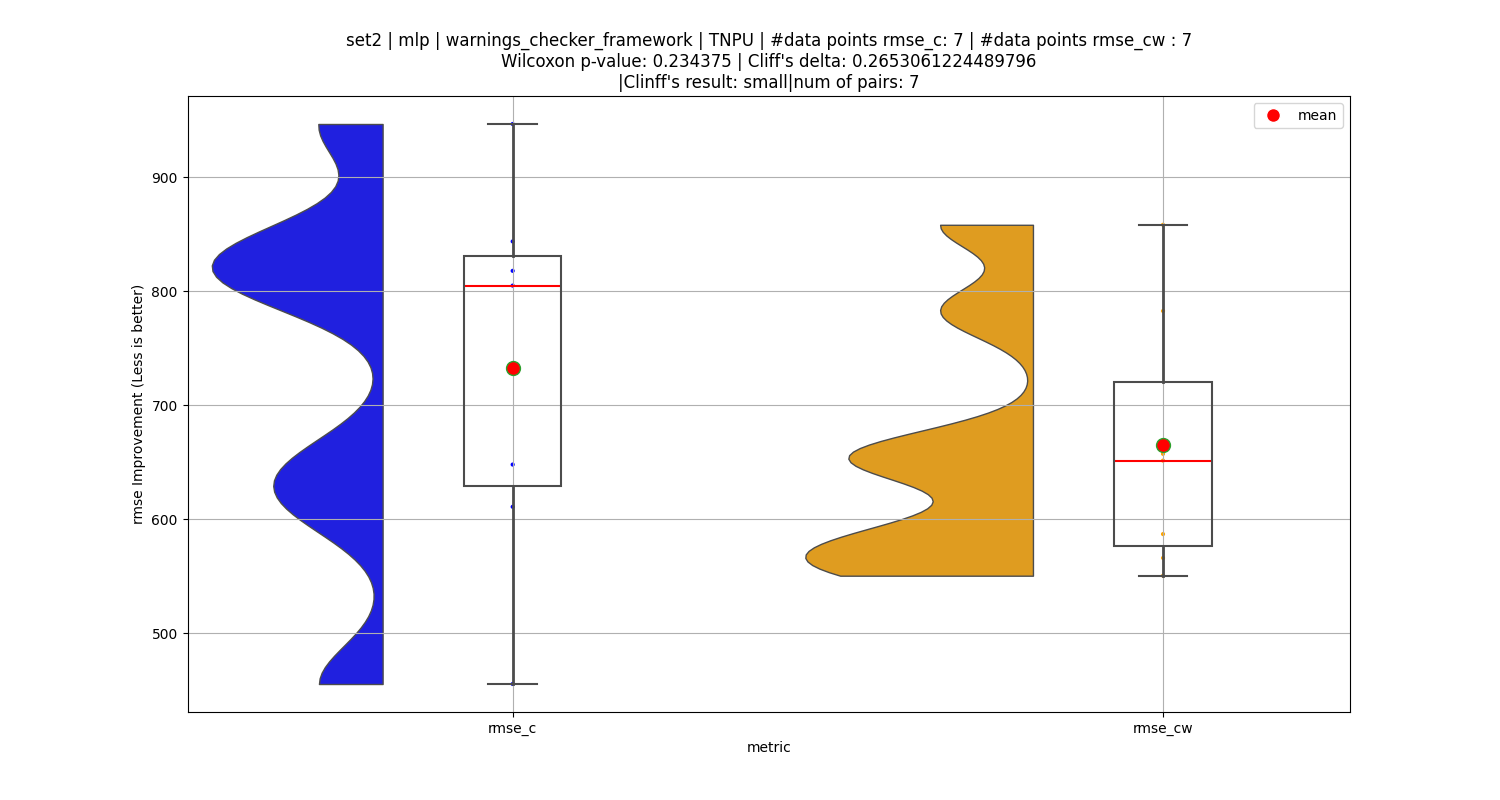 set2 | mlp | warnings_checker_framework | TNPU | #data points rmse_c: 7 | #data points rmse_cw : 7
Wilcoxon p-value: 0.234375 | Cliff's delta: 0.2653061224489796
|Clinff's result: small|num of pairs: 7
mean
900
800
700
600
500
rmse Improvement (Less is better)
rmse_c
rmse_cw
metric